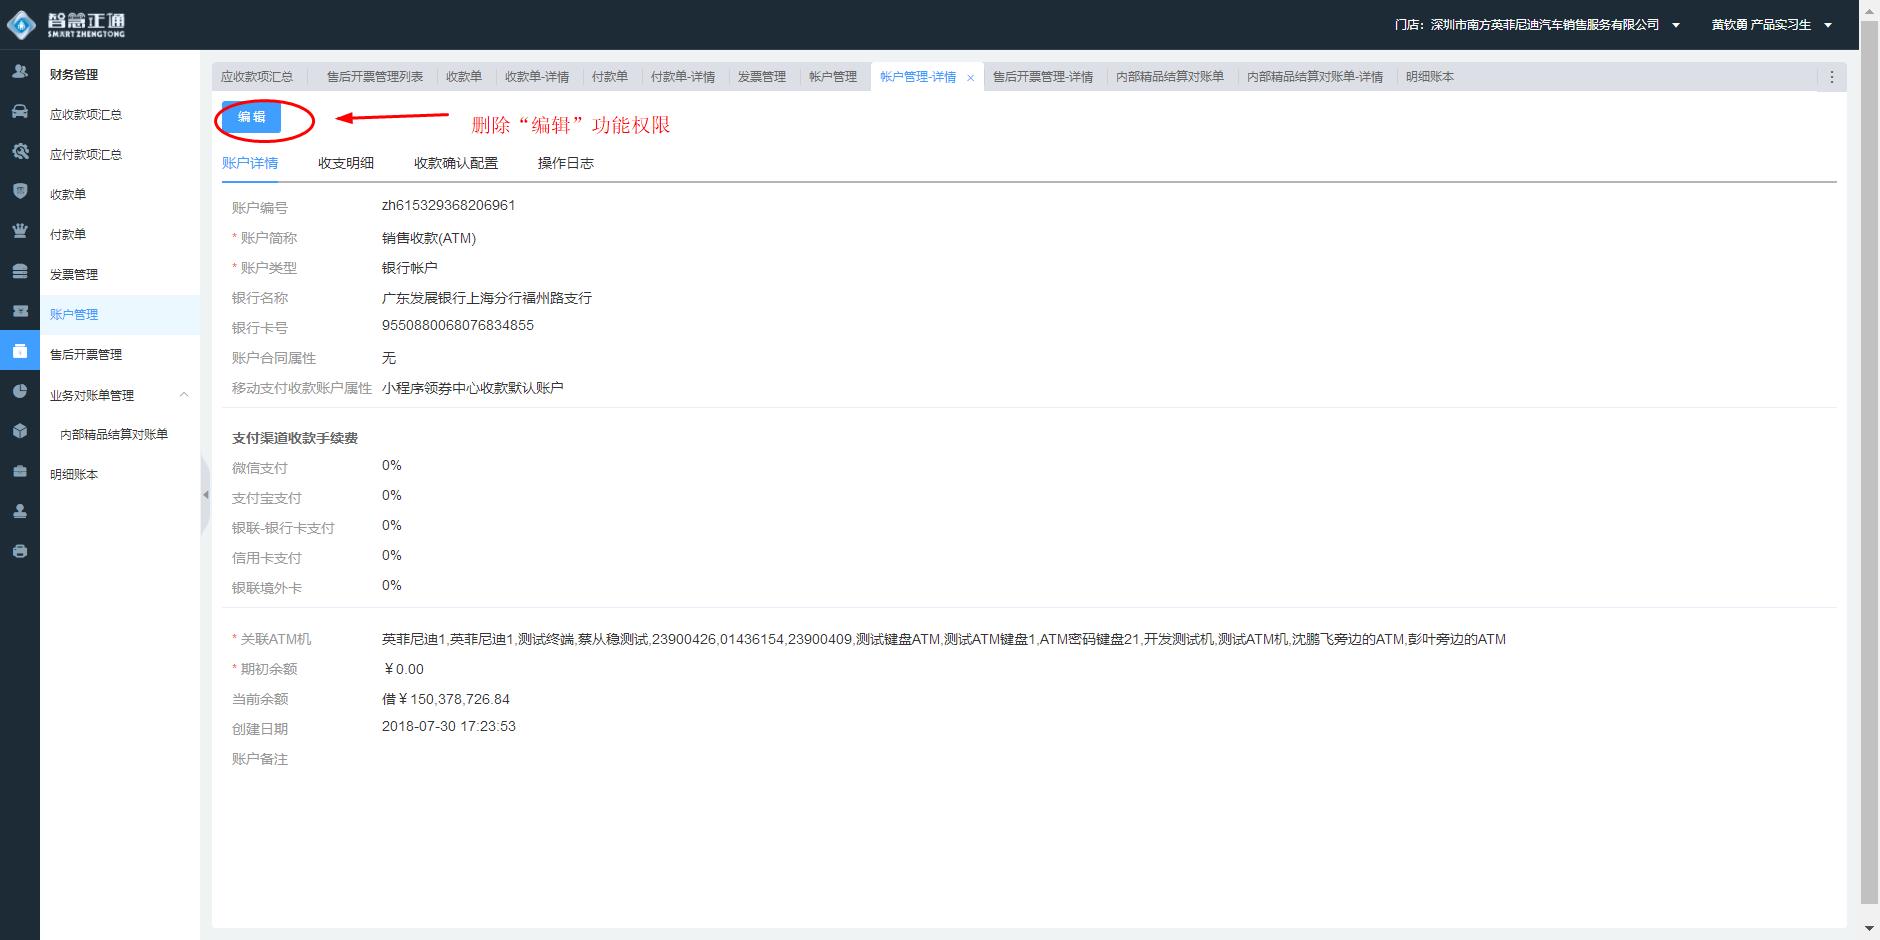 智慧正通
SMART ZHENGTONG
门店：深圳市南方英菲尼迪汽车销售服务有限公司
黄钦勇 产品实习生
财务管理
应收款项汇总
应付款项汇总
收款单
付款单
发票管理
账户管理
售后开票管理
业务对账单管理
内部精品结算对账单
明细账本
应收款项汇总 售后开票管理列表 收款单 收款单-详情 付款单 付款单-详情 发票管理 帐户管理 帐户管理-详情 × 售后开票管理-详情 内部精品结算对账单 内部精品结算对账单-详情 明细账本
编辑
删除“编辑”功能权限
账户详情 收支明细 收款确认配置 操作日志
账户编号 zh615329368206961
* 账户简称 销售收款(ATM)
* 账户类型 银行帐户
银行名称 广东发展银行上海分行福州路支行
银行卡号 9550880068076834855
账户合同属性 无
移动支付收款账户属性 小程序领券中心收款默认账户
支付渠道收款手续费
微信支付 0%
支付宝支付 0%
银联-银行卡支付 0%
信用卡支付 0%
银联境外卡 0%
* 关联ATM机 英菲尼迪1,英菲尼迪1,测试终端,蔡从稳测试,23900426,01436154,23900409,测试键盘ATM,测试ATM键盘1,ATM密码键盘21,开发测试机,测试ATM机,沈鹏飞旁边的ATM,彭叶旁边的ATM
* 期初余额 ￥0.00
当前余额 借￥150,378,726.84
创建日期 2018-07-30 17:23:53
账户备注